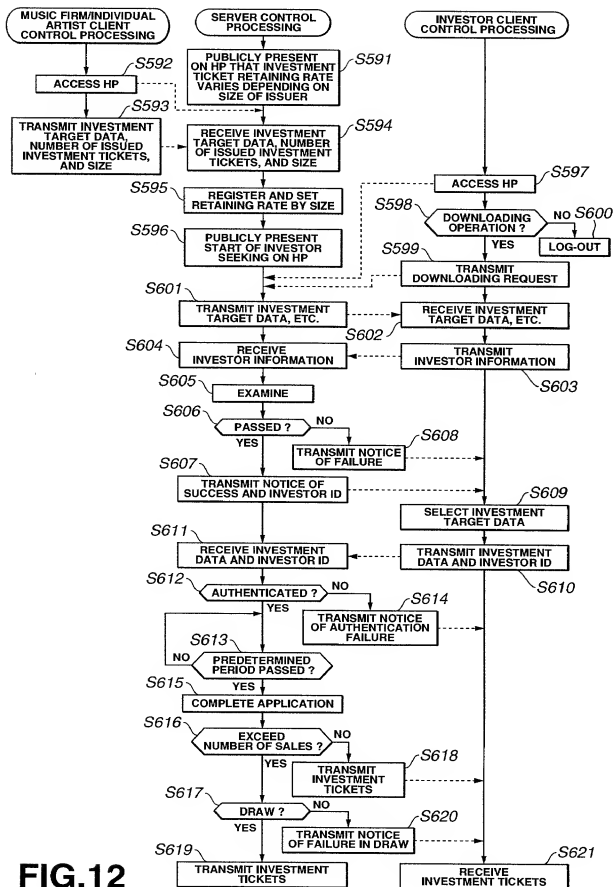 MUSIC FIRM/INDIVIDUAL
ARTIST CLIENT
CONTROL PROCESSING
SERVER CONTROL
PROCESSING
INVESTOR CLIENT
CONTROL PROCESSING
S592
ACCESS HP
S591
PUBLICLY PRESENT
ON HP THAT INVESTMENT
TICKET RETAINING RATE
VARIES DEPENDING ON
SIZE OF ISSUER
S593
TRANSMIT INVESTMENT
TARGET DATA,
NUMBER OF ISSUED
INVESTMENT TICKETS,
AND SIZE
S594
RECEIVE INVESTMENT
TARGET DATA, NUMBER
OF ISSUED INVESTMENT
TICKETS, AND SIZE
S595
REGISTER AND SET
RETAINING RATE BY SIZE
S597
ACCESS HP
S598
DOWNLOADING
OPERATION ?
NO
S600
LOG-OUT
YES
S596
PUBLICLY PRESENT
START OF INVESTOR
SEEKING ON HP
S599
TRANSMIT
DOWNLOADING REQUEST
S601
TRANSMIT INVESTMENT
TARGET DATA, ETC.
S602
RECEIVE INVESTMENT
TARGET DATA, ETC.
S604
RECEIVE
INVESTOR INFORMATION
TRANSMIT
INVESTOR INFORMATION
S603
S605
EXAMINE
S606
PASSED ?
NO
YES
S608
TRANSMIT NOTICE
OF FAILURE
S607
TRANSMIT NOTICE OF
SUCCESS AND INVESTOR ID
S609
SELECT INVESTMENT
TARGET DATA
S611
RECEIVE INVESTMENT
DATA AND INVESTOR ID
TRANSMIT INVESTMENT
DATA AND INVESTOR ID
S610
S612
AUTHENTICATED ?
NO
YES
S614
TRANSMIT NOTICE
OF AUTHENTICATION
FAILURE
S613
NO
PREDETERMINED
PERIOD PASSED ?
YES
S615
COMPLETE APPLICATION
S616
EXCEED
NUMBER OF SALES ?
NO
YES
S618
TRANSMIT
INVESTMENT
TICKETS
S617
DRAW ?
NO
YES
S620
TRANSMIT NOTICE
OF FAILURE IN DRAW
S619
TRANSMIT INVESTMENT
TICKETS
S621
RECEIVE
INVESTMENT TICKETS
FIG.12